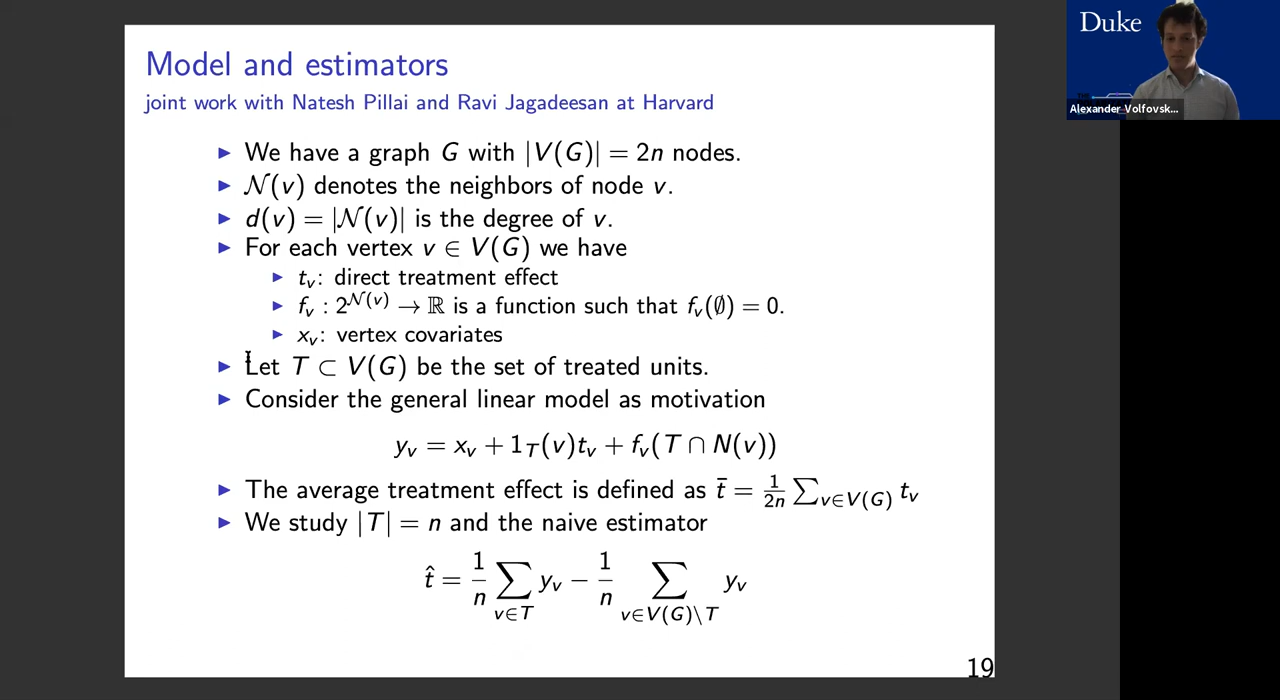 Model and estimators
joint work with Natesh Pillai and Ravi Jagadeesan at Harvard
▶ We have a graph G with |V(G)| = 2n nodes.
▶ 𝒩(v) denotes the neighbors of node v.
▶ d(v) = |𝒩(v)| is the degree of v.
▶ For each vertex v ∈ V(G) we have
▶ t_v: direct treatment effect
▶ f_v : 2^{𝒩(v)} → ℝ is a function such that f_v(∅) = 0.
▶ x_v: vertex covariates
▶ Let T ⊂ V(G) be the set of treated units.
▶ Consider the general linear model as motivation
y_v = x_v + 1_T(v)t_v + f_v(T ∩ N(v))
▶ The average treatment effect is defined as t̄ = 1/2n ∑_{v∈V(G)} t_v
▶ We study |T| = n and the naive estimator
t̂ = 1/n ∑_{v∈T} y_v − 1/n ∑_{v∈V(G)\T} y_v
19
Duke
Alexander Volfovsk...